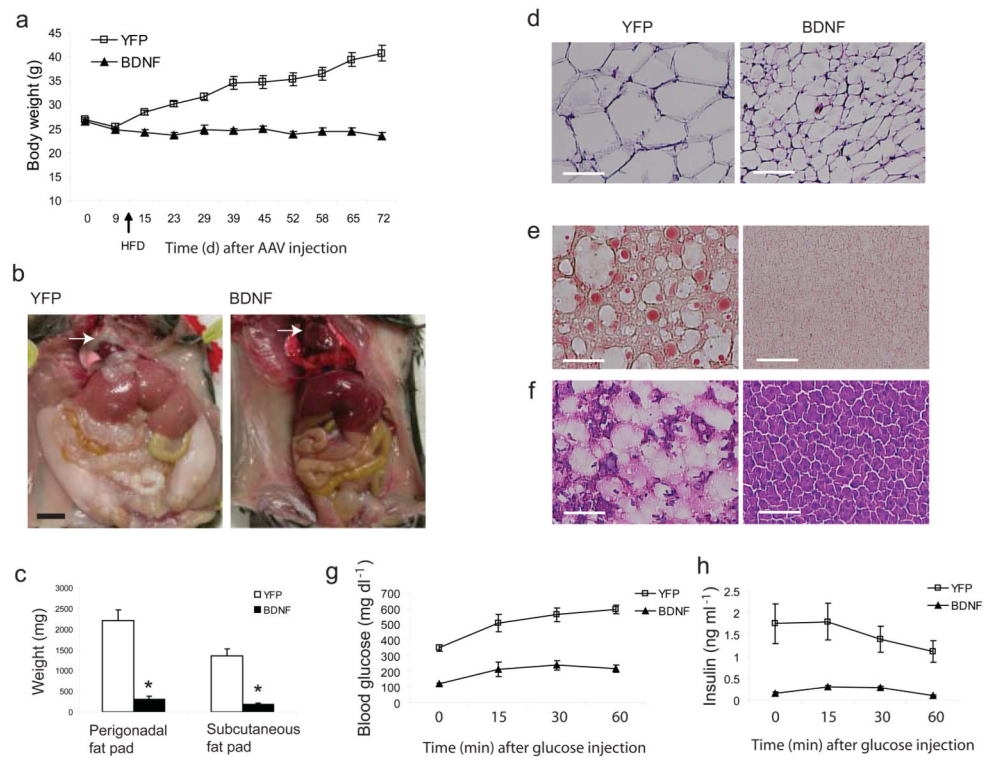 a
YFP
BDNF
Body weight (g)
45
40
35
30
25
20
15
10
0 9 15 23 29 39 45 52 58 65 72
HFD
Time (d) after AAV injection
b
YFP BDNF
c
Weight (mg)
3000
2500
2000
1500
1000
500
0
YFP
BDNF
*
*
Perigonadal
fat pad
Subcutaneous
fat pad
d
YFP BDNF
e
f
g
Blood glucose (mg dl⁻¹)
700
600
500
400
300
200
100
0
YFP
BDNF
0 15 30 60
Time (min) after glucose injection
h
Insulin (ng ml⁻¹)
2.5
2
1.5
1
0.5
0
YFP
BDNF
0 15 30 60
Time (min) after glucose injection